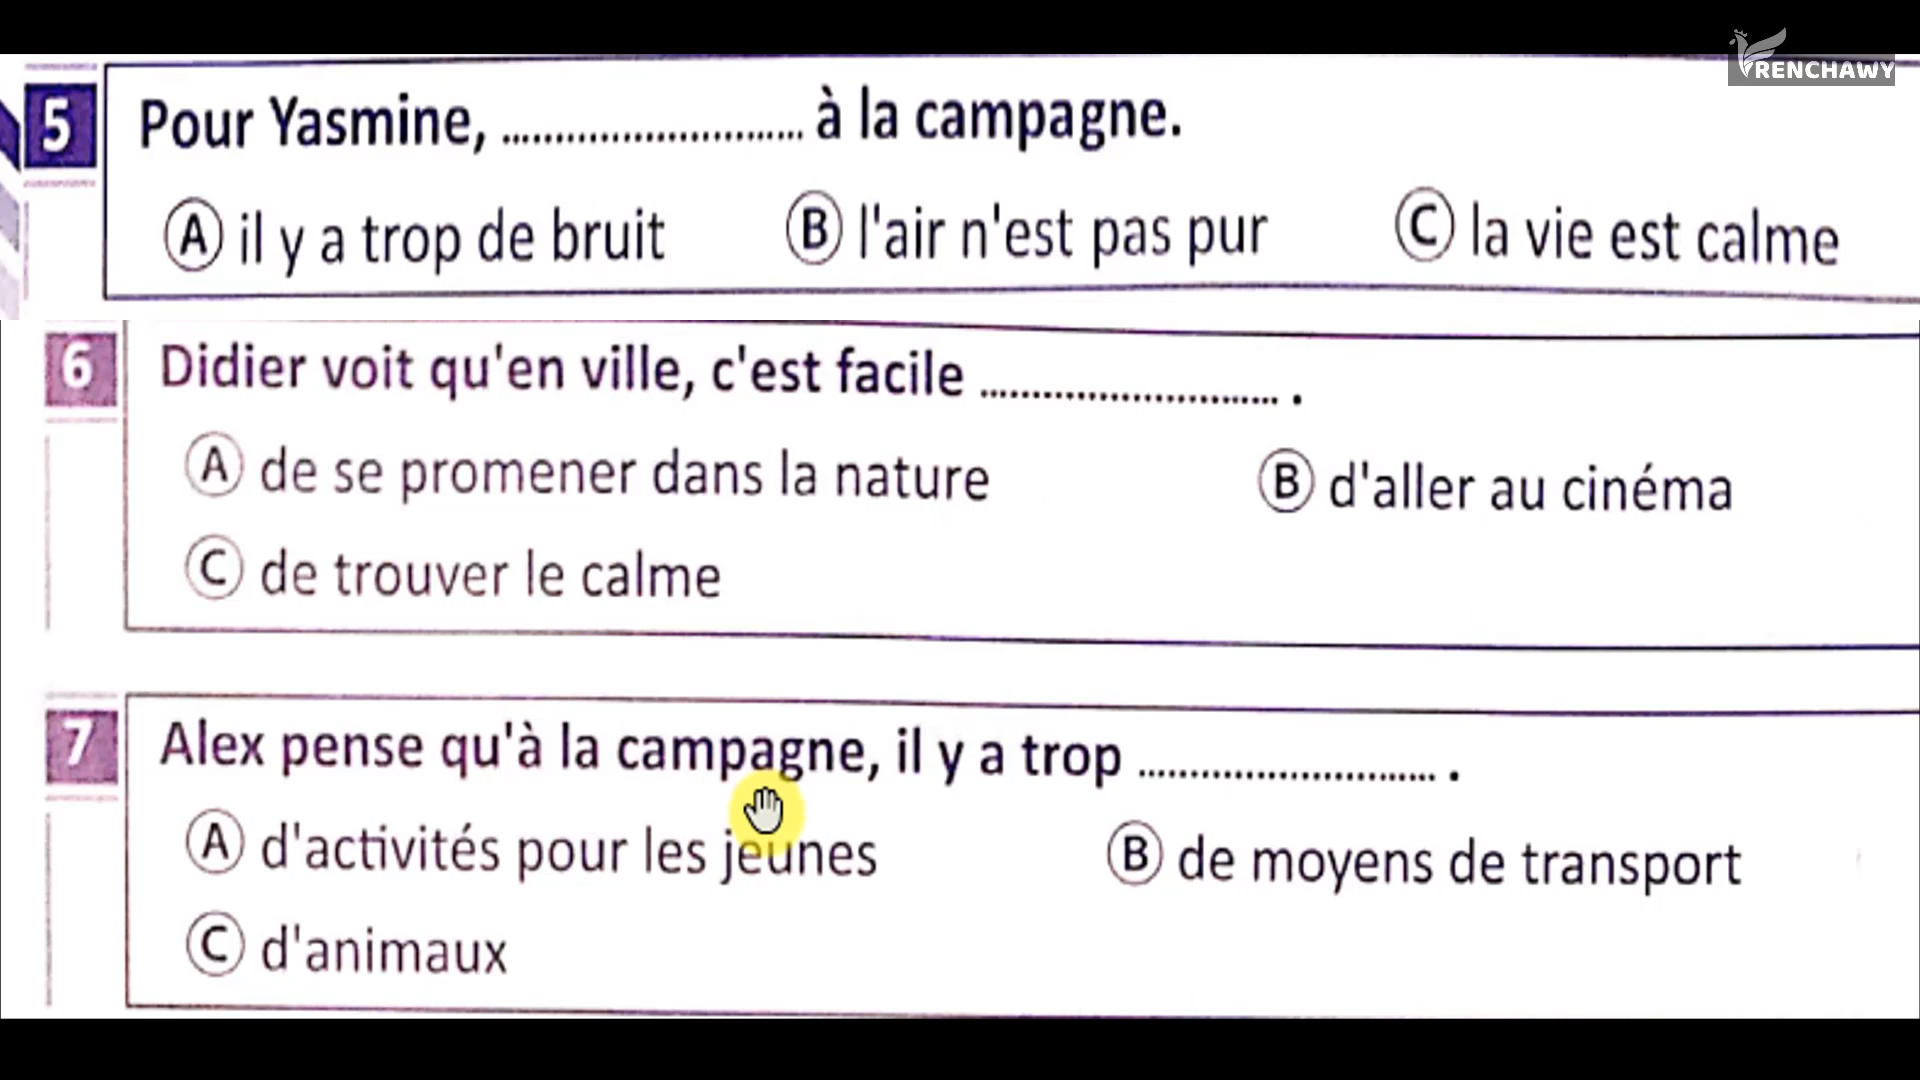 RENCHAWY
5 Pour Yasmine, ............................ à la campagne.
A il y a trop de bruit B l'air n'est pas pur C la vie est calme
6 Didier voit qu'en ville, c'est facile ............................ .
A de se promener dans la nature B d'aller au cinéma
C de trouver le calme
7 Alex pense qu'à la campagne, il y a trop ............................ .
A d'activités pour les jeunes B de moyens de transport
C d'animaux